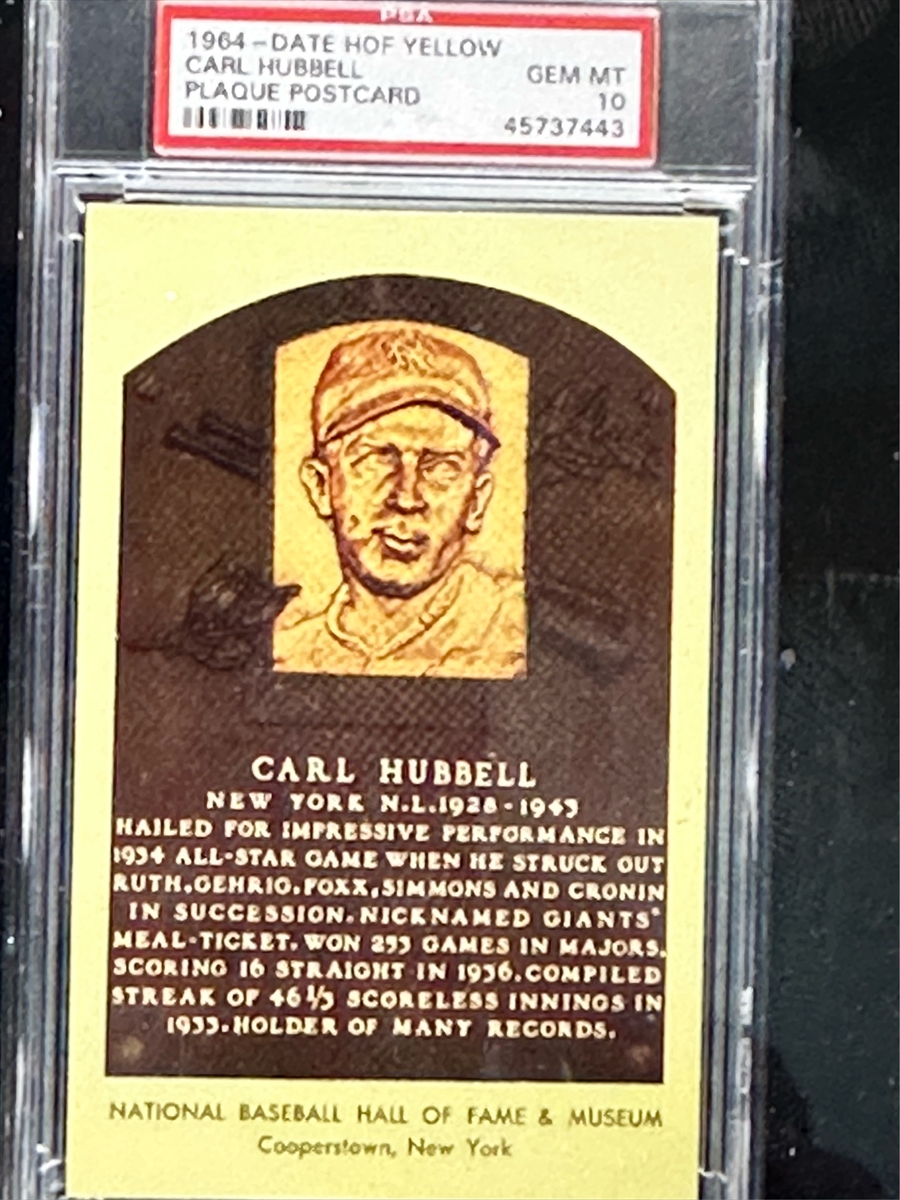 PSA
1964-DATE HOF YELLOW
CARL HUBBELL
GEM MT
PLAQUE POSTCARD
10
45737443
CARL HUBBELL
NEW YORK N.L.1928-1943
HAILED FOR IMPRESSIVE PERFORMANCE IN
1934 ALL-STAR GAME WHEN HE STRUCK OUT
RUTH,GEHRIG,FOXX,SIMMONS AND CRONIN
IN SUCCESSION. NICKNAMED GIANTS'
MEAL-TICKET. WON 253 GAMES IN MAJORS,
SCORING 16 STRAIGHT IN 1936.COMPILED
STREAK OF 46 1/3 SCORELESS INNINGS IN
1933.HOLDER OF MANY RECORDS.
NATIONAL BASEBALL HALL OF FAME & MUSEUM
Cooperstown, New York